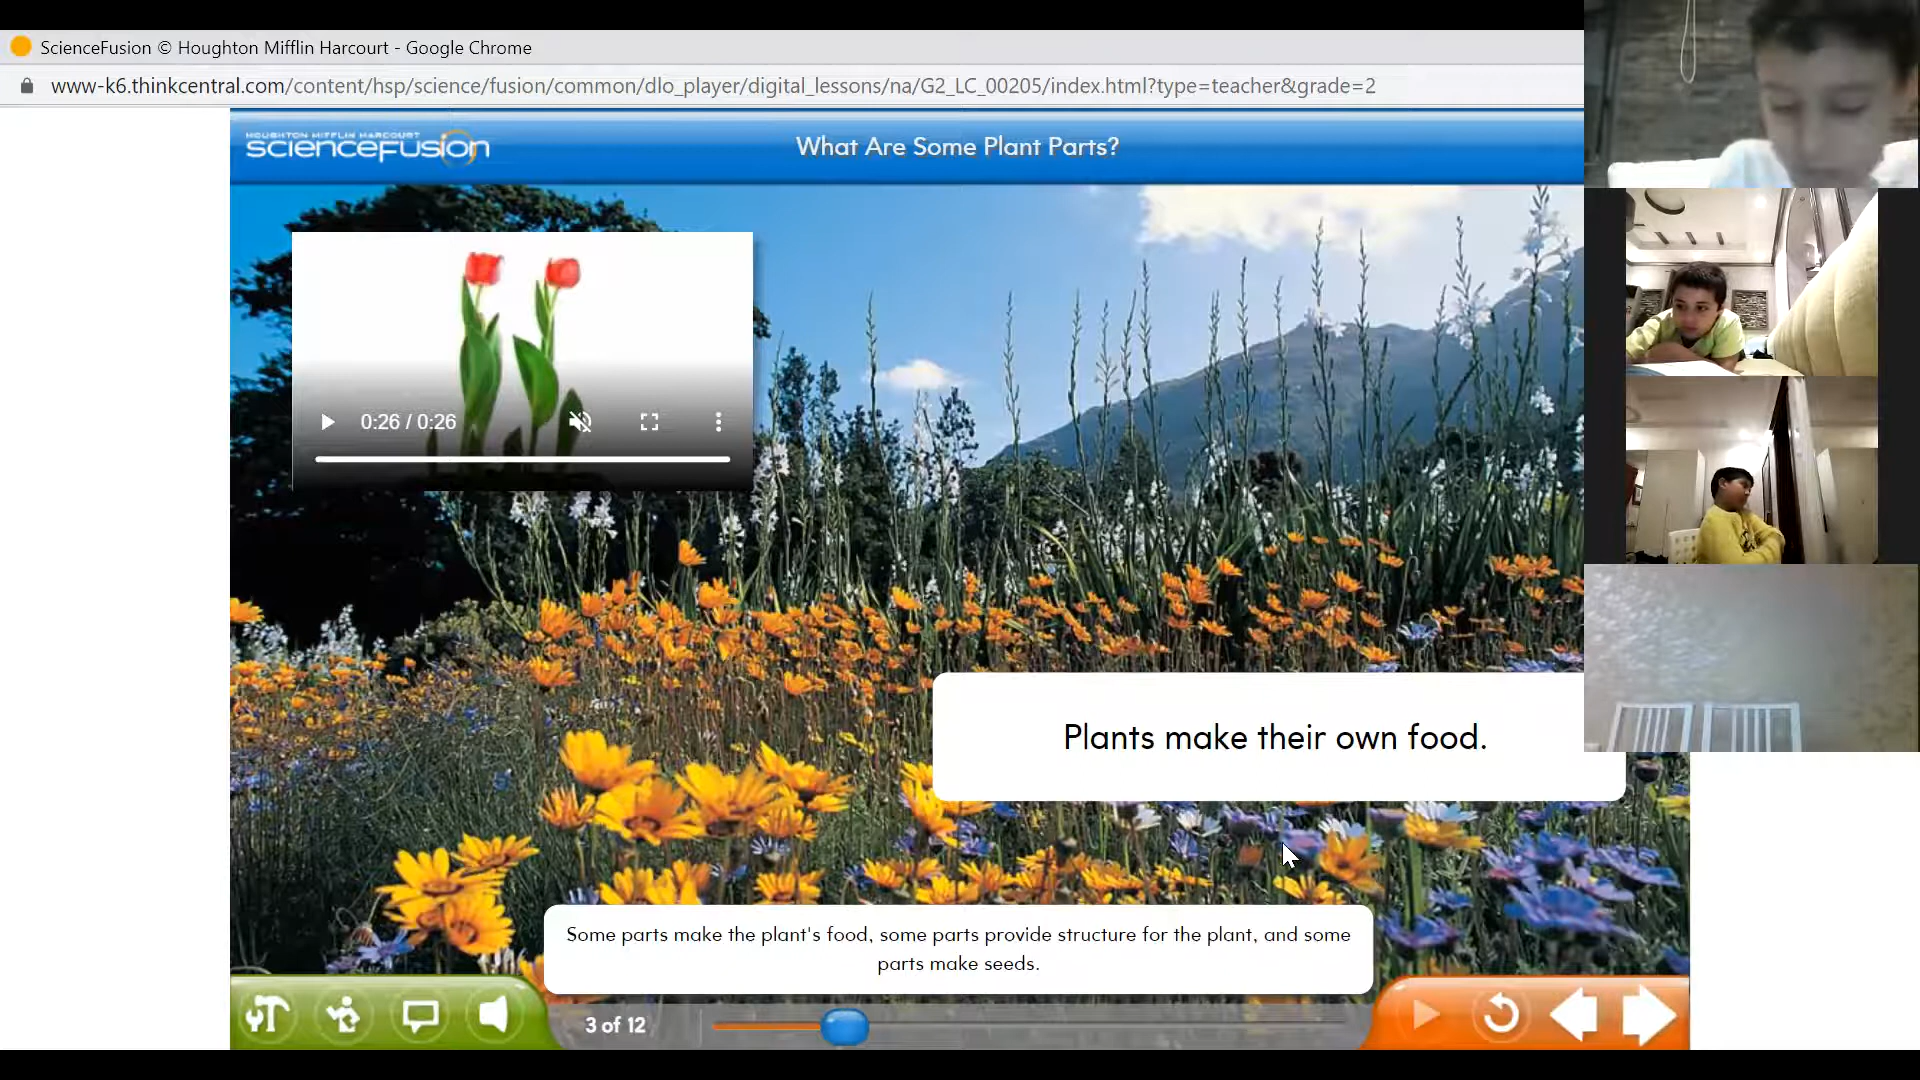 ScienceFusion © Houghton Mifflin Harcourt - Google Chrome
www-k6.thinkcentral.com/content/hsp/science/fusion/common/dlo_player/digital_lessons/na/G2_LC_00205/index.html?type=teacher&grade=2
HOUGHTON MIFFLIN HARCOURT
scienceFusion
What Are Some Plant Parts?
0:26 / 0:26
Plants make their own food.
Some parts make the plant's food, some parts provide structure for the plant, and some
parts make seeds.
3 of 12